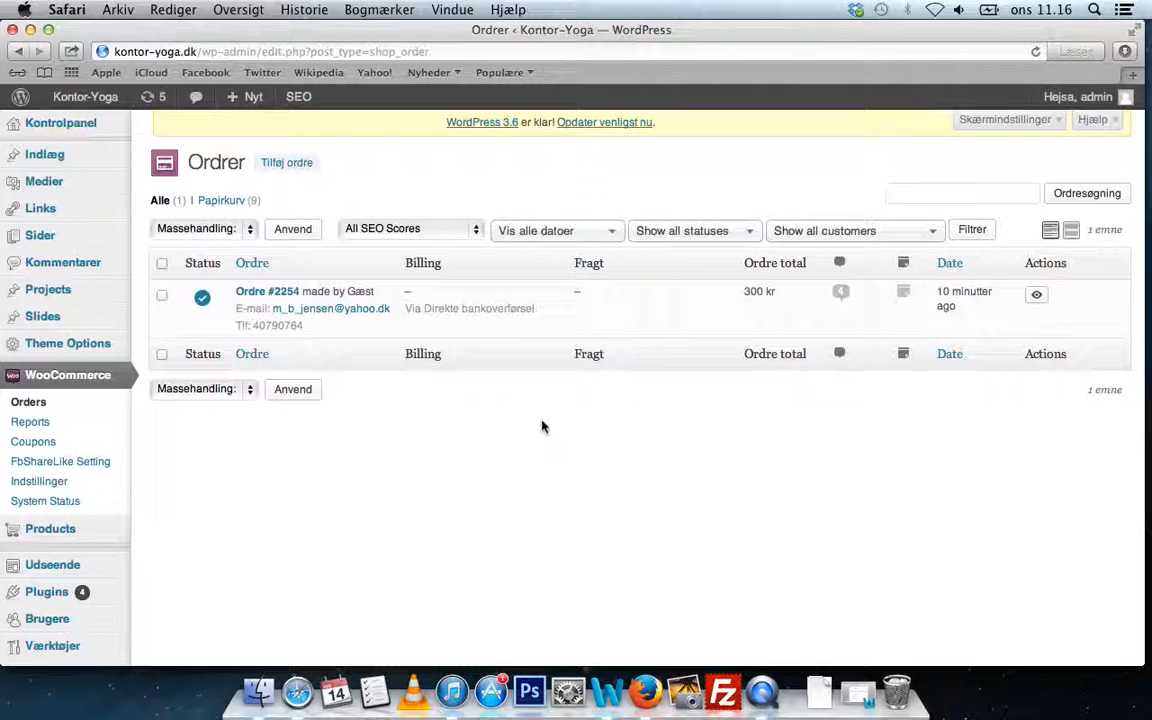 Safari Arkiv Rediger Oversigt Historie Bogmærker Vindue Hjælp ons 11.16
Ordrer ‹ Kontor-Yoga — WordPress
kontor-yoga.dk/wp-admin/edit.php?post_type=shop_order Læser
Apple iCloud Facebook Twitter Wikipedia Yahoo! Nyheder Populære
Kontor-Yoga 5 + Nyt SEO Hejsa, admin
WordPress 3.6 er klar! Opdater venligst nu. Skærmindstillinger Hjælp
Kontrolpanel
Indlæg
Medier
Links
Sider
Kommentarer
Projects
Slides
Theme Options
WooCommerce
Orders
Reports
Coupons
FbShareLike Setting
Indstillinger
System Status
Products
Udseende
Plugins 4
Brugere
Værktøjer
Ordrer Tilføj ordre
Alle (1) | Papirkurv (9) Ordresøgning
Massehandling: Anvend All SEO Scores Vis alle datoer Show all statuses Show all customers Filtrer 1 emne
Status Ordre Billing Fragt Ordre total Date Actions
Ordre #2254 made by Gæst – – 300 kr 4 10 minutter
E-mail: m_b_jensen@yahoo.dk Via Direkte bankoverførsel ago
Tlf: 40790764
Status Ordre Billing Fragt Ordre total Date Actions
Massehandling: Anvend 1 emne
14 Ps 1 W Fz